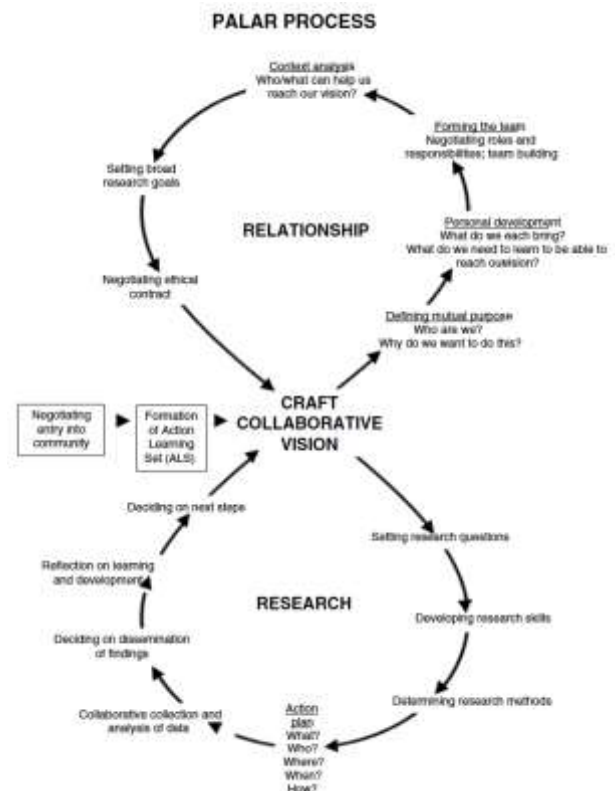 PALAR PROCESS
Context analysis
Who/what can help us
reach our vision?
Forming the team
Negotiating roles and
responsibilities; team building
Setting broad
research goals
RELATIONSHIP
Personal development
What do we each bring?
What do we need to learn to be able to
reach ouvision?
Negotiating ethical
contract
Defining mutual purpose
Who are we?
Why do we want to do this?
Negotiating
entry into
community
Formation
of Action
Learning
Set (ALS)
CRAFT
COLLABORATIVE
VISION
Deciding on next steps
Setting research questions
Reflection on learning
and development
RESEARCH
Developing research skills
Deciding on dissemination
of findings
Determining research methods
Collaborative collection and
analysis of data
Action
plan
What?
Who?
Where?
When?
How?